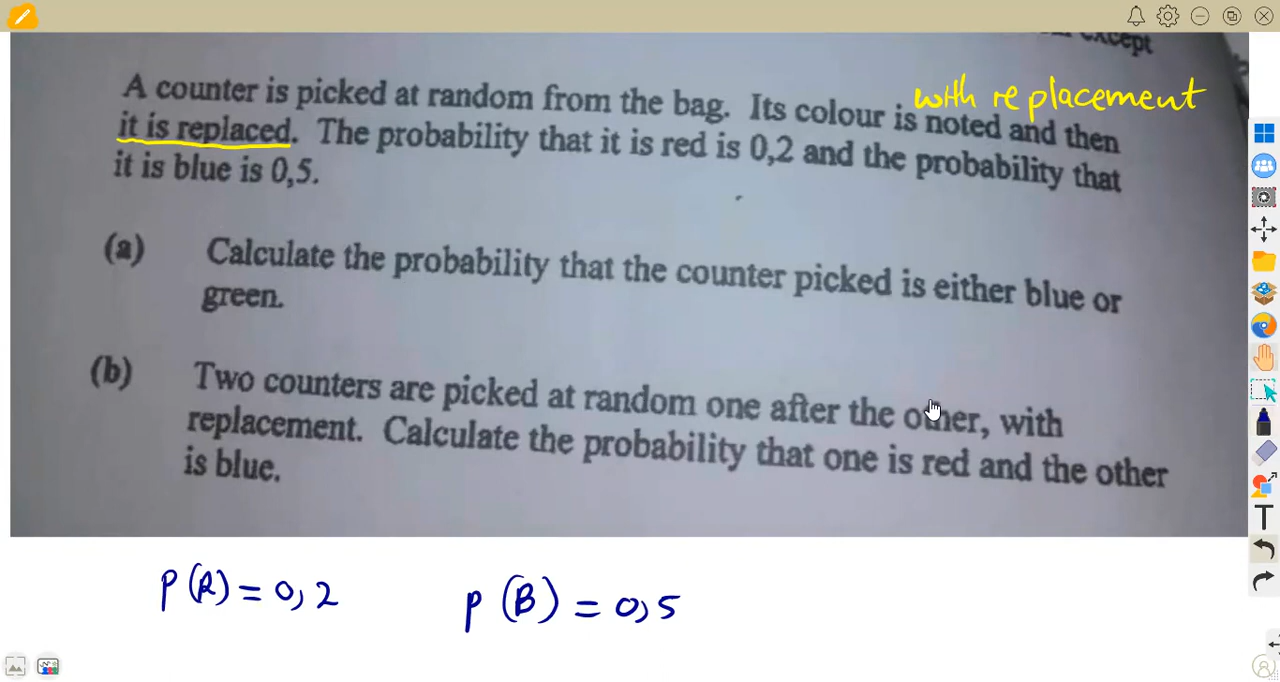 except
with replacement
A counter is picked at random from the bag. Its colour is noted and then
it is replaced. The probability that it is red is 0,2 and the probability that
it is blue is 0,5.
(a) Calculate the probability that the counter picked is either blue or
green.
(b) Two counters are picked at random one after the other, with
replacement. Calculate the probability that one is red and the other
is blue.
P(R) = 0,2 P(B) = 0,5
T